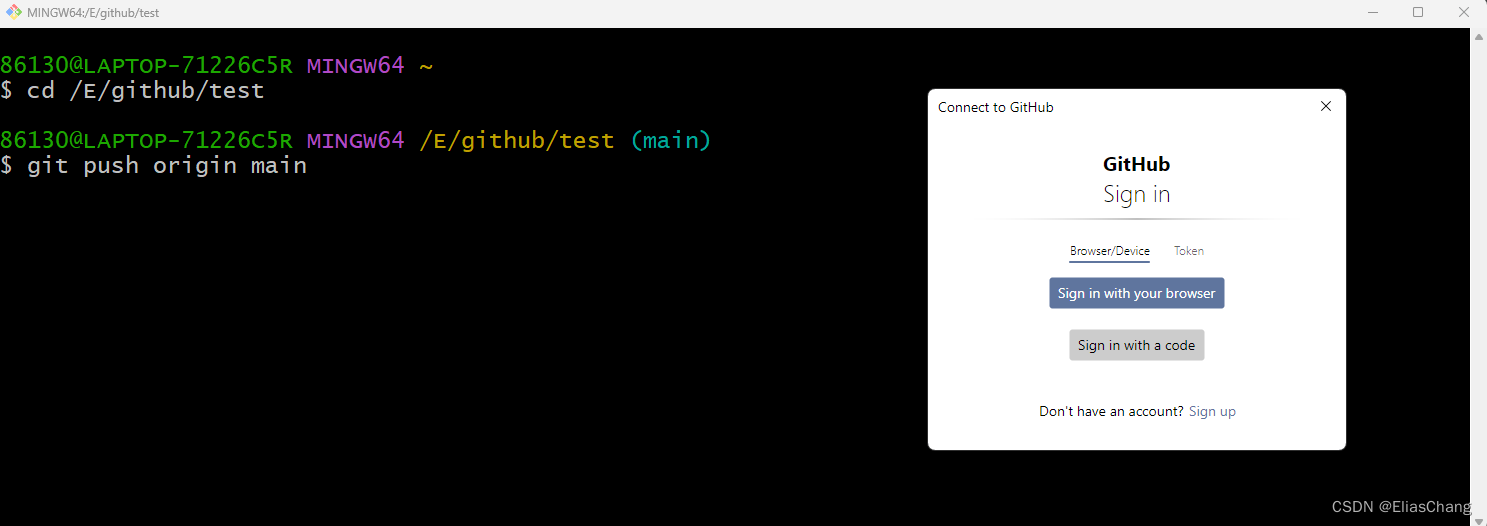 MINGW64:/E/github/test
86130@LAPTOP-71226C5R MINGW64 ~
$ cd /E/github/test
86130@LAPTOP-71226C5R MINGW64 /E/github/test (main)
$ git push origin main
Connect to GitHub
GitHub
Sign in
Browser/Device Token
Sign in with your browser
Sign in with a code
Don't have an account? Sign up
CSDN @EliasChang